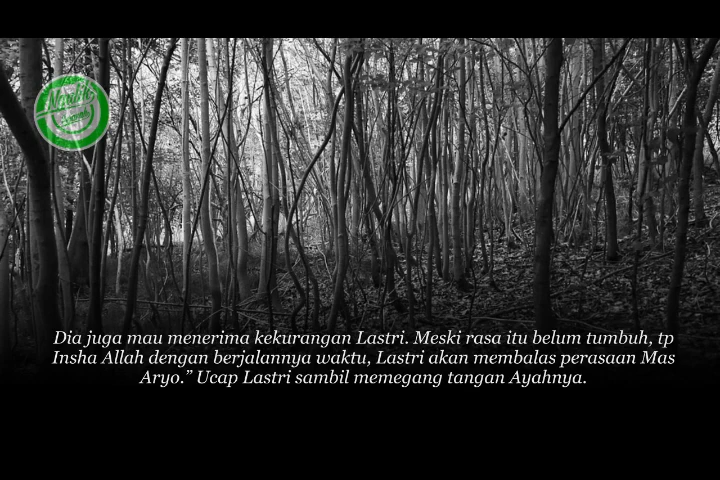 Dia juga mau menerima kekurangan Lastri. Meski rasa itu belum tumbuh, tp
Insha Allah dengan berjalannya waktu, Lastri akan membalas perasaan Mas
Aryo.” Ucap Lastri sambil memegang tangan Ayahnya.